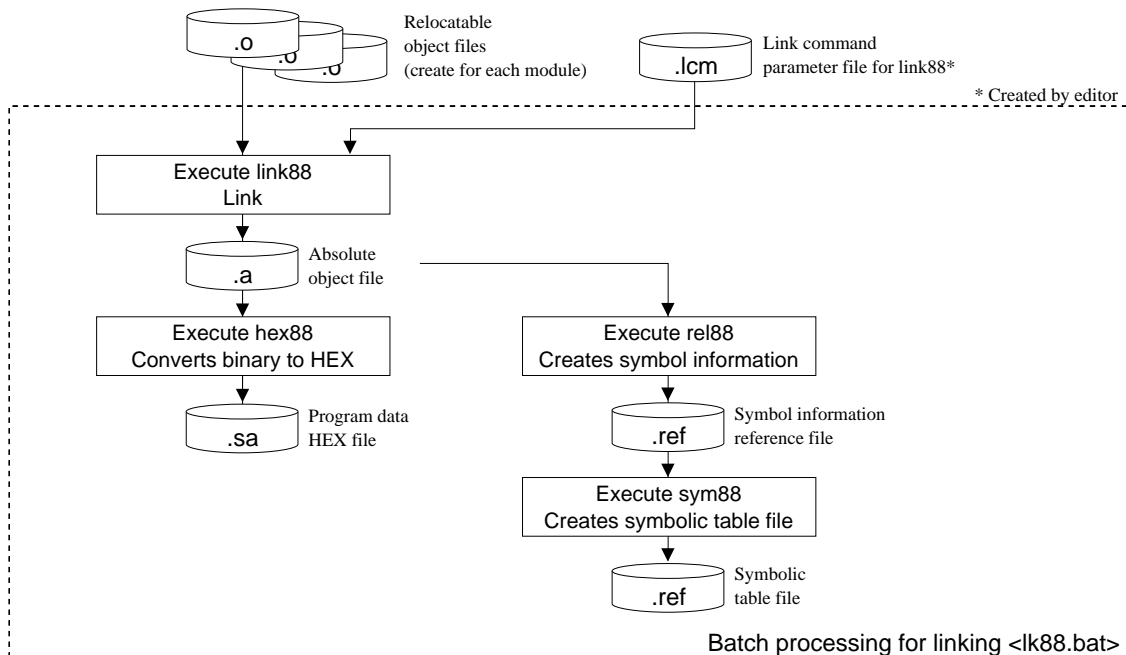 .o
.o
.o
Relocatable
object files
(create for each module)
.lcm
Link command
parameter file for link88*
* Created by editor
Execute link88
Link
.a
Absolute
object file
Execute hex88
Converts binary to HEX
Execute rel88
Creates symbol information
.sa
Program data
HEX file
.ref
Symbol information
reference file
Execute sym88
Creates symbolic table file
.ref
Symbolic
table file
Batch processing for linking <lk88.bat>